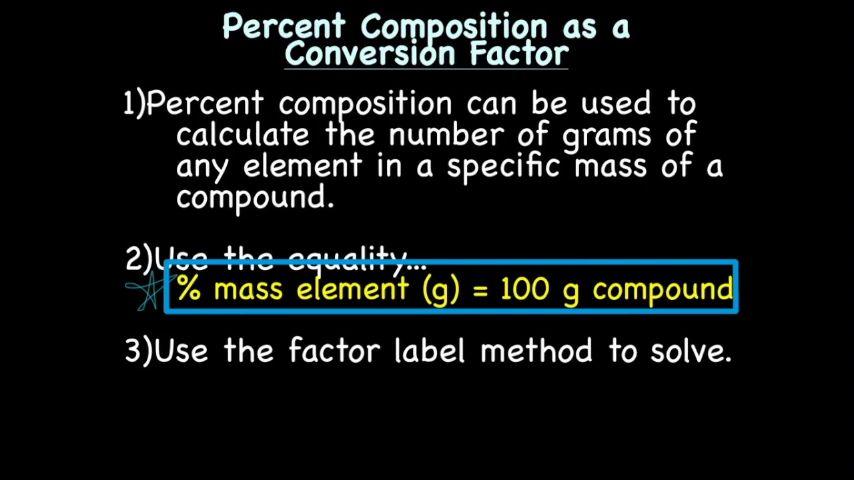 Percent Composition as a
Conversion Factor
1)Percent composition can be used to
calculate the number of grams of
any element in a specific mass of a
compound.
2)Use the equality...
% mass element (g) = 100 g compound
3)Use the factor label method to solve.